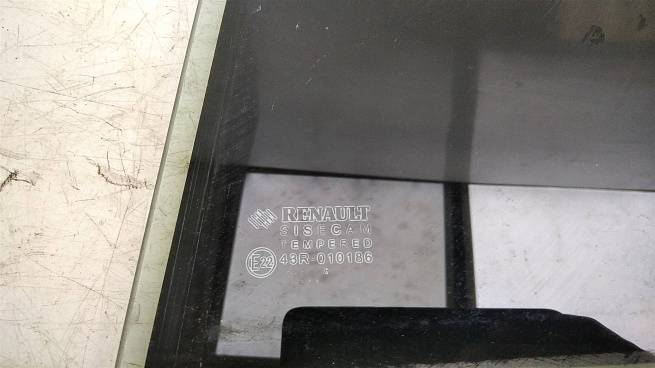 RENAULT
SISECAM
TEMPERED
E22 43R-010186